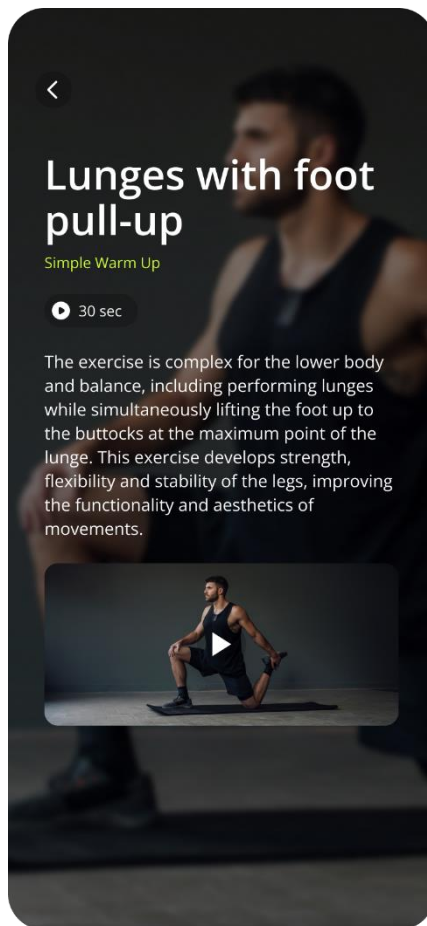 Lunges with foot
pull-up
Simple Warm Up
30 sec
The exercise is complex for the lower body
and balance, including performing lunges
while simultaneously lifting the foot up to
the buttocks at the maximum point of the
lunge. This exercise develops strength,
flexibility and stability of the legs, improving
the functionality and aesthetics of
movements.